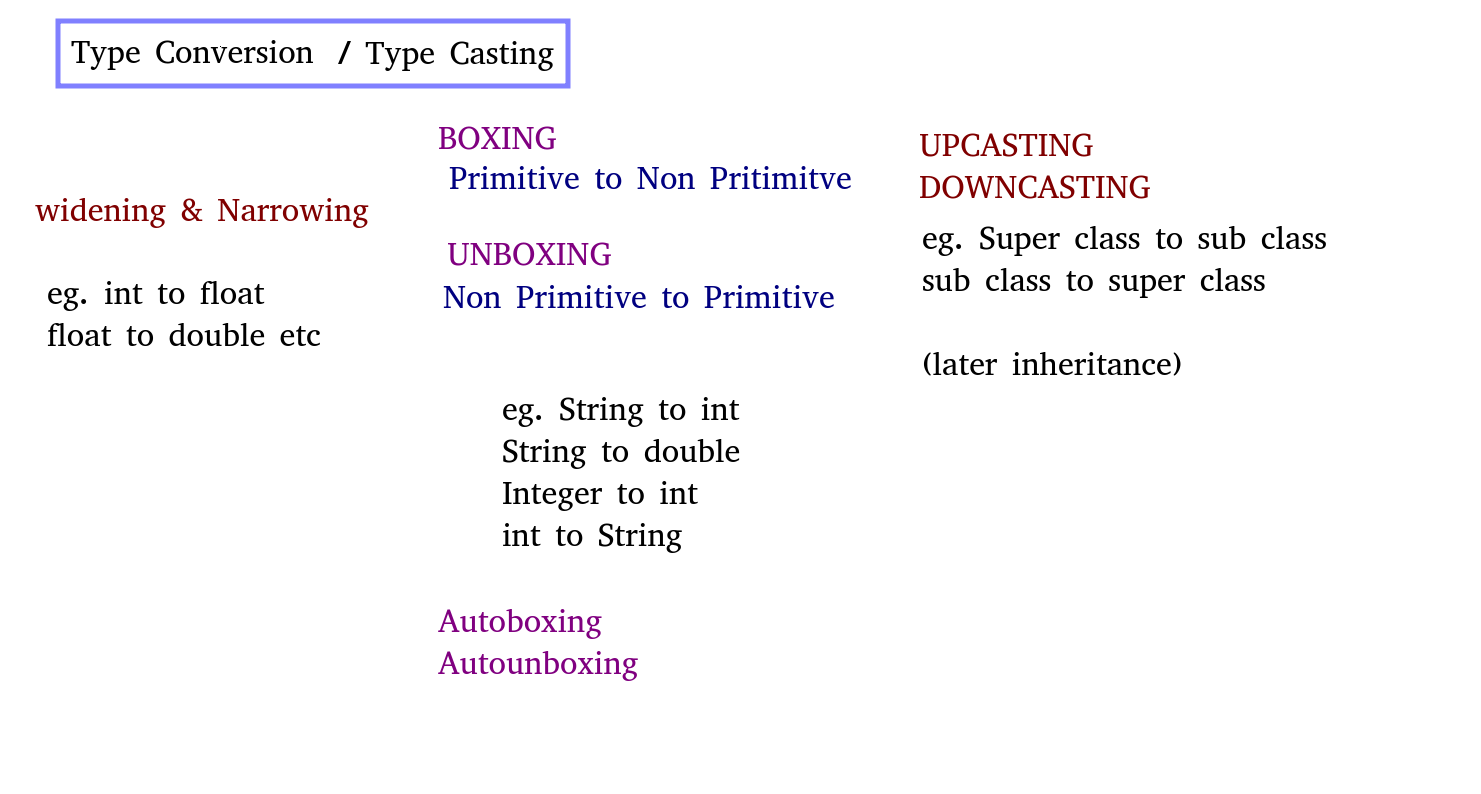 Type Conversion / Type Casting
widening & Narrowing
eg. int to float
float to double etc
BOXING
Primitive to Non Pritimitve
UNBOXING
Non Primitive to Primitive
eg. String to int
String to double
Integer to int
int to String
Autoboxing
Autounboxing
UPCASTING
DOWNCASTING
eg. Super class to sub class
sub class to super class
(later inheritance)